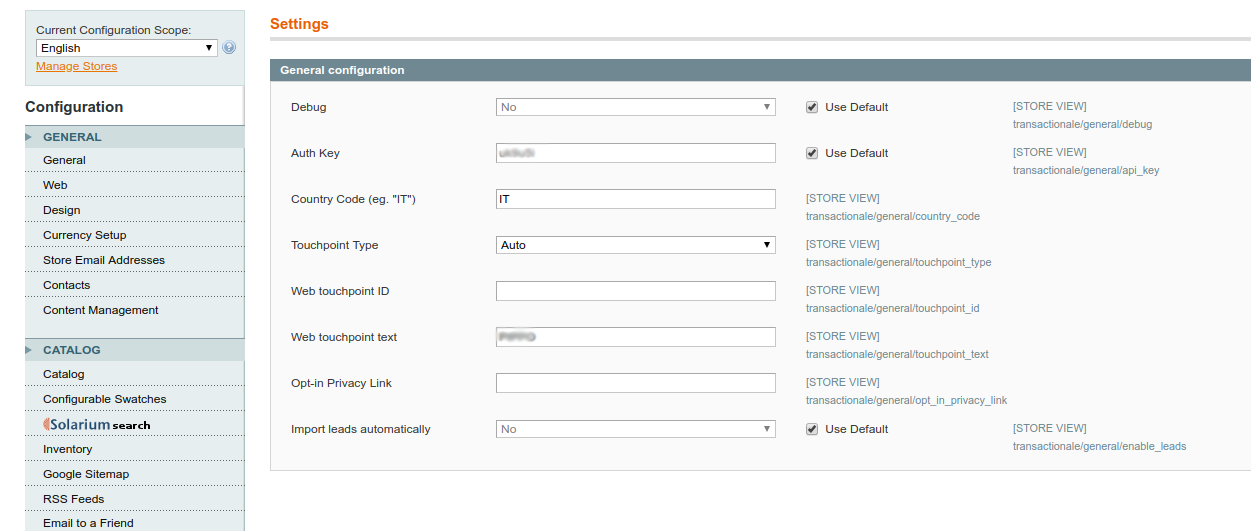 Current Configuration Scope:
English
Manage Stores
Configuration
GENERAL
General
Web
Design
Currency Setup
Store Email Addresses
Contacts
Content Management
CATALOG
Catalog
Configurable Swatches
Solarium search
Inventory
Google Sitemap
RSS Feeds
Email to a Friend
Settings
General configuration
Debug No Use Default [STORE VIEW]
transactionale/general/debug
Auth Key Use Default [STORE VIEW]
transactionale/general/api_key
Country Code (eg. "IT") IT [STORE VIEW]
transactionale/general/country_code
Touchpoint Type Auto [STORE VIEW]
transactionale/general/touchpoint_type
Web touchpoint ID [STORE VIEW]
transactionale/general/touchpoint_id
Web touchpoint text [STORE VIEW]
transactionale/general/touchpoint_text
Opt-in Privacy Link [STORE VIEW]
transactionale/general/opt_in_privacy_link
Import leads automatically No Use Default [STORE VIEW]
transactionale/general/enable_leads